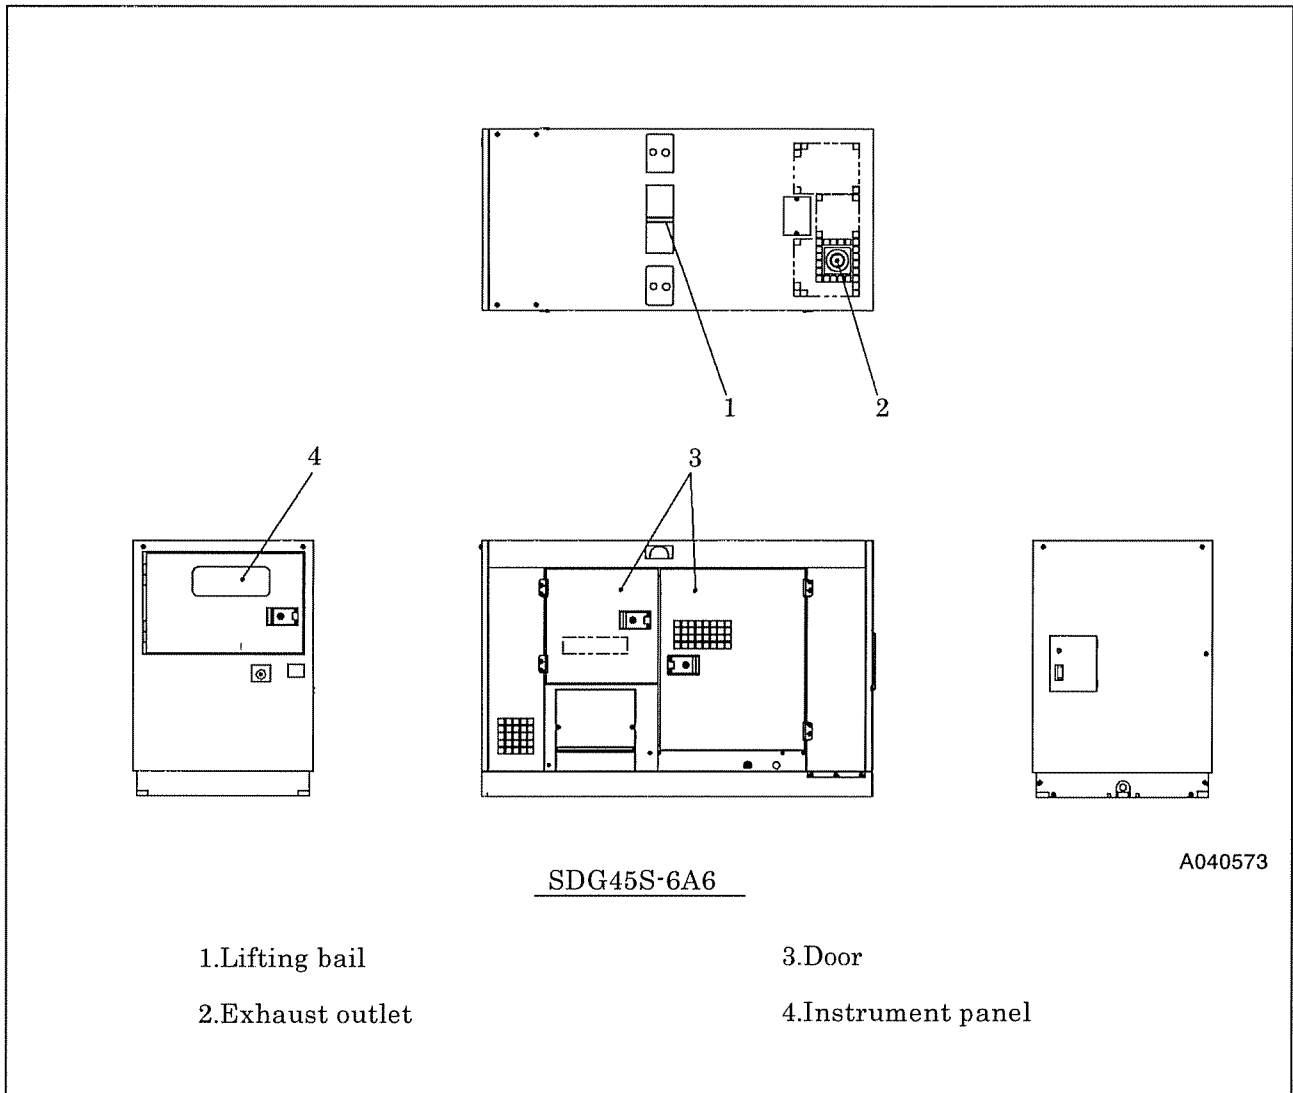 1
2
4
3
A040573
SDG45S-6A6
1.Lifting bail
3.Door
2.Exhaust outlet
4.Instrument panel